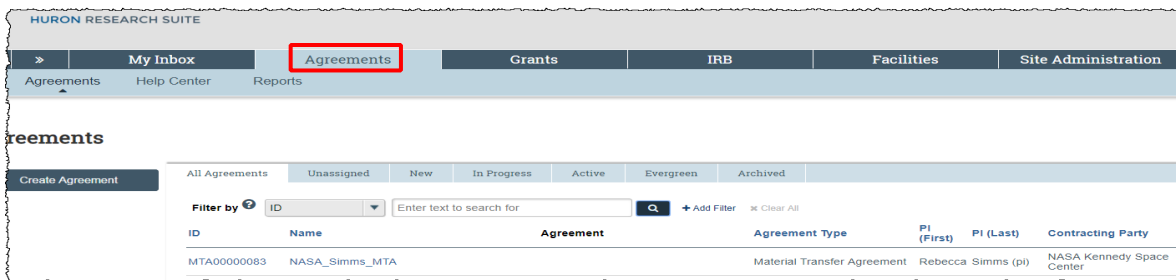 HURON RESEARCH SUITE
» My Inbox Agreements Grants IRB Facilities Site Administration
Agreements Help Center Reports
reements
Create Agreement
All Agreements Unassigned New In Progress Active Evergreen Archived
Filter by ? ID Enter text to search for + Add Filter × Clear All
ID Name Agreement Agreement Type PI (First) PI (Last) Contracting Party
MTA00000083 NASA_Simms_MTA Material Transfer Agreement Rebecca Simms (pi) NASA Kennedy Space Center